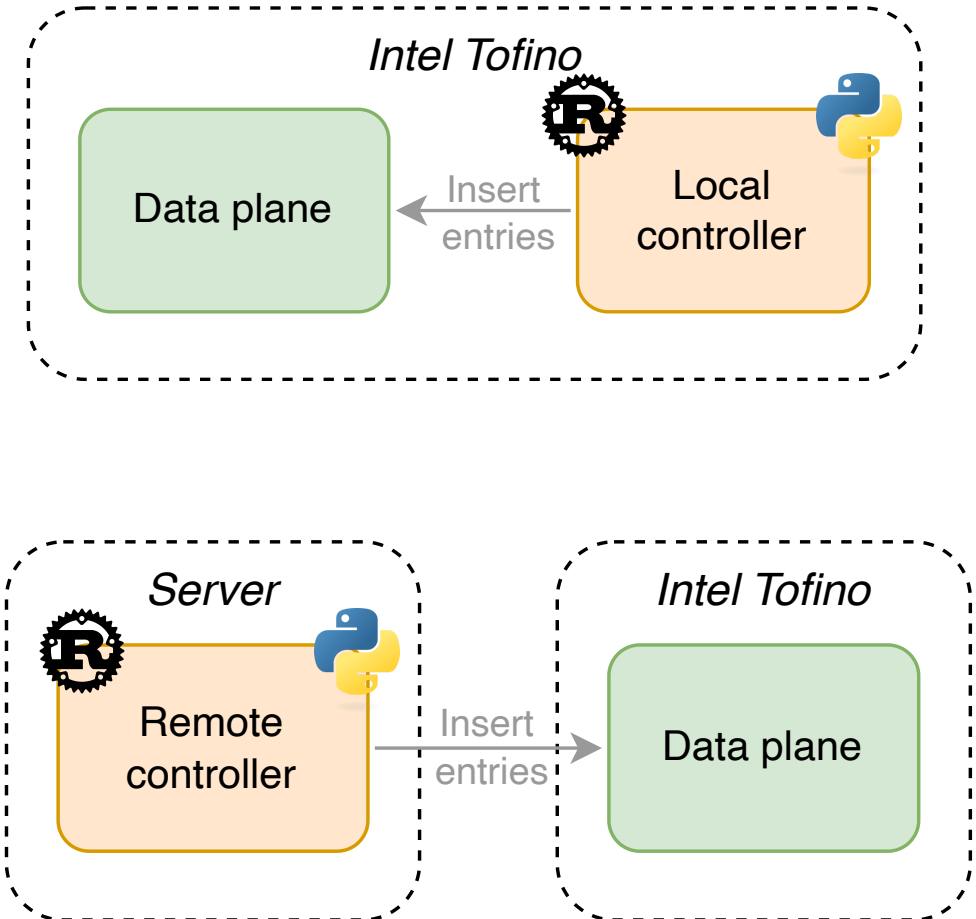 Intel Tofino
R
Data plane
Insert
entries
Local
controller
Server
R
Remote
controller
Insert
entries
Intel Tofino
Data plane